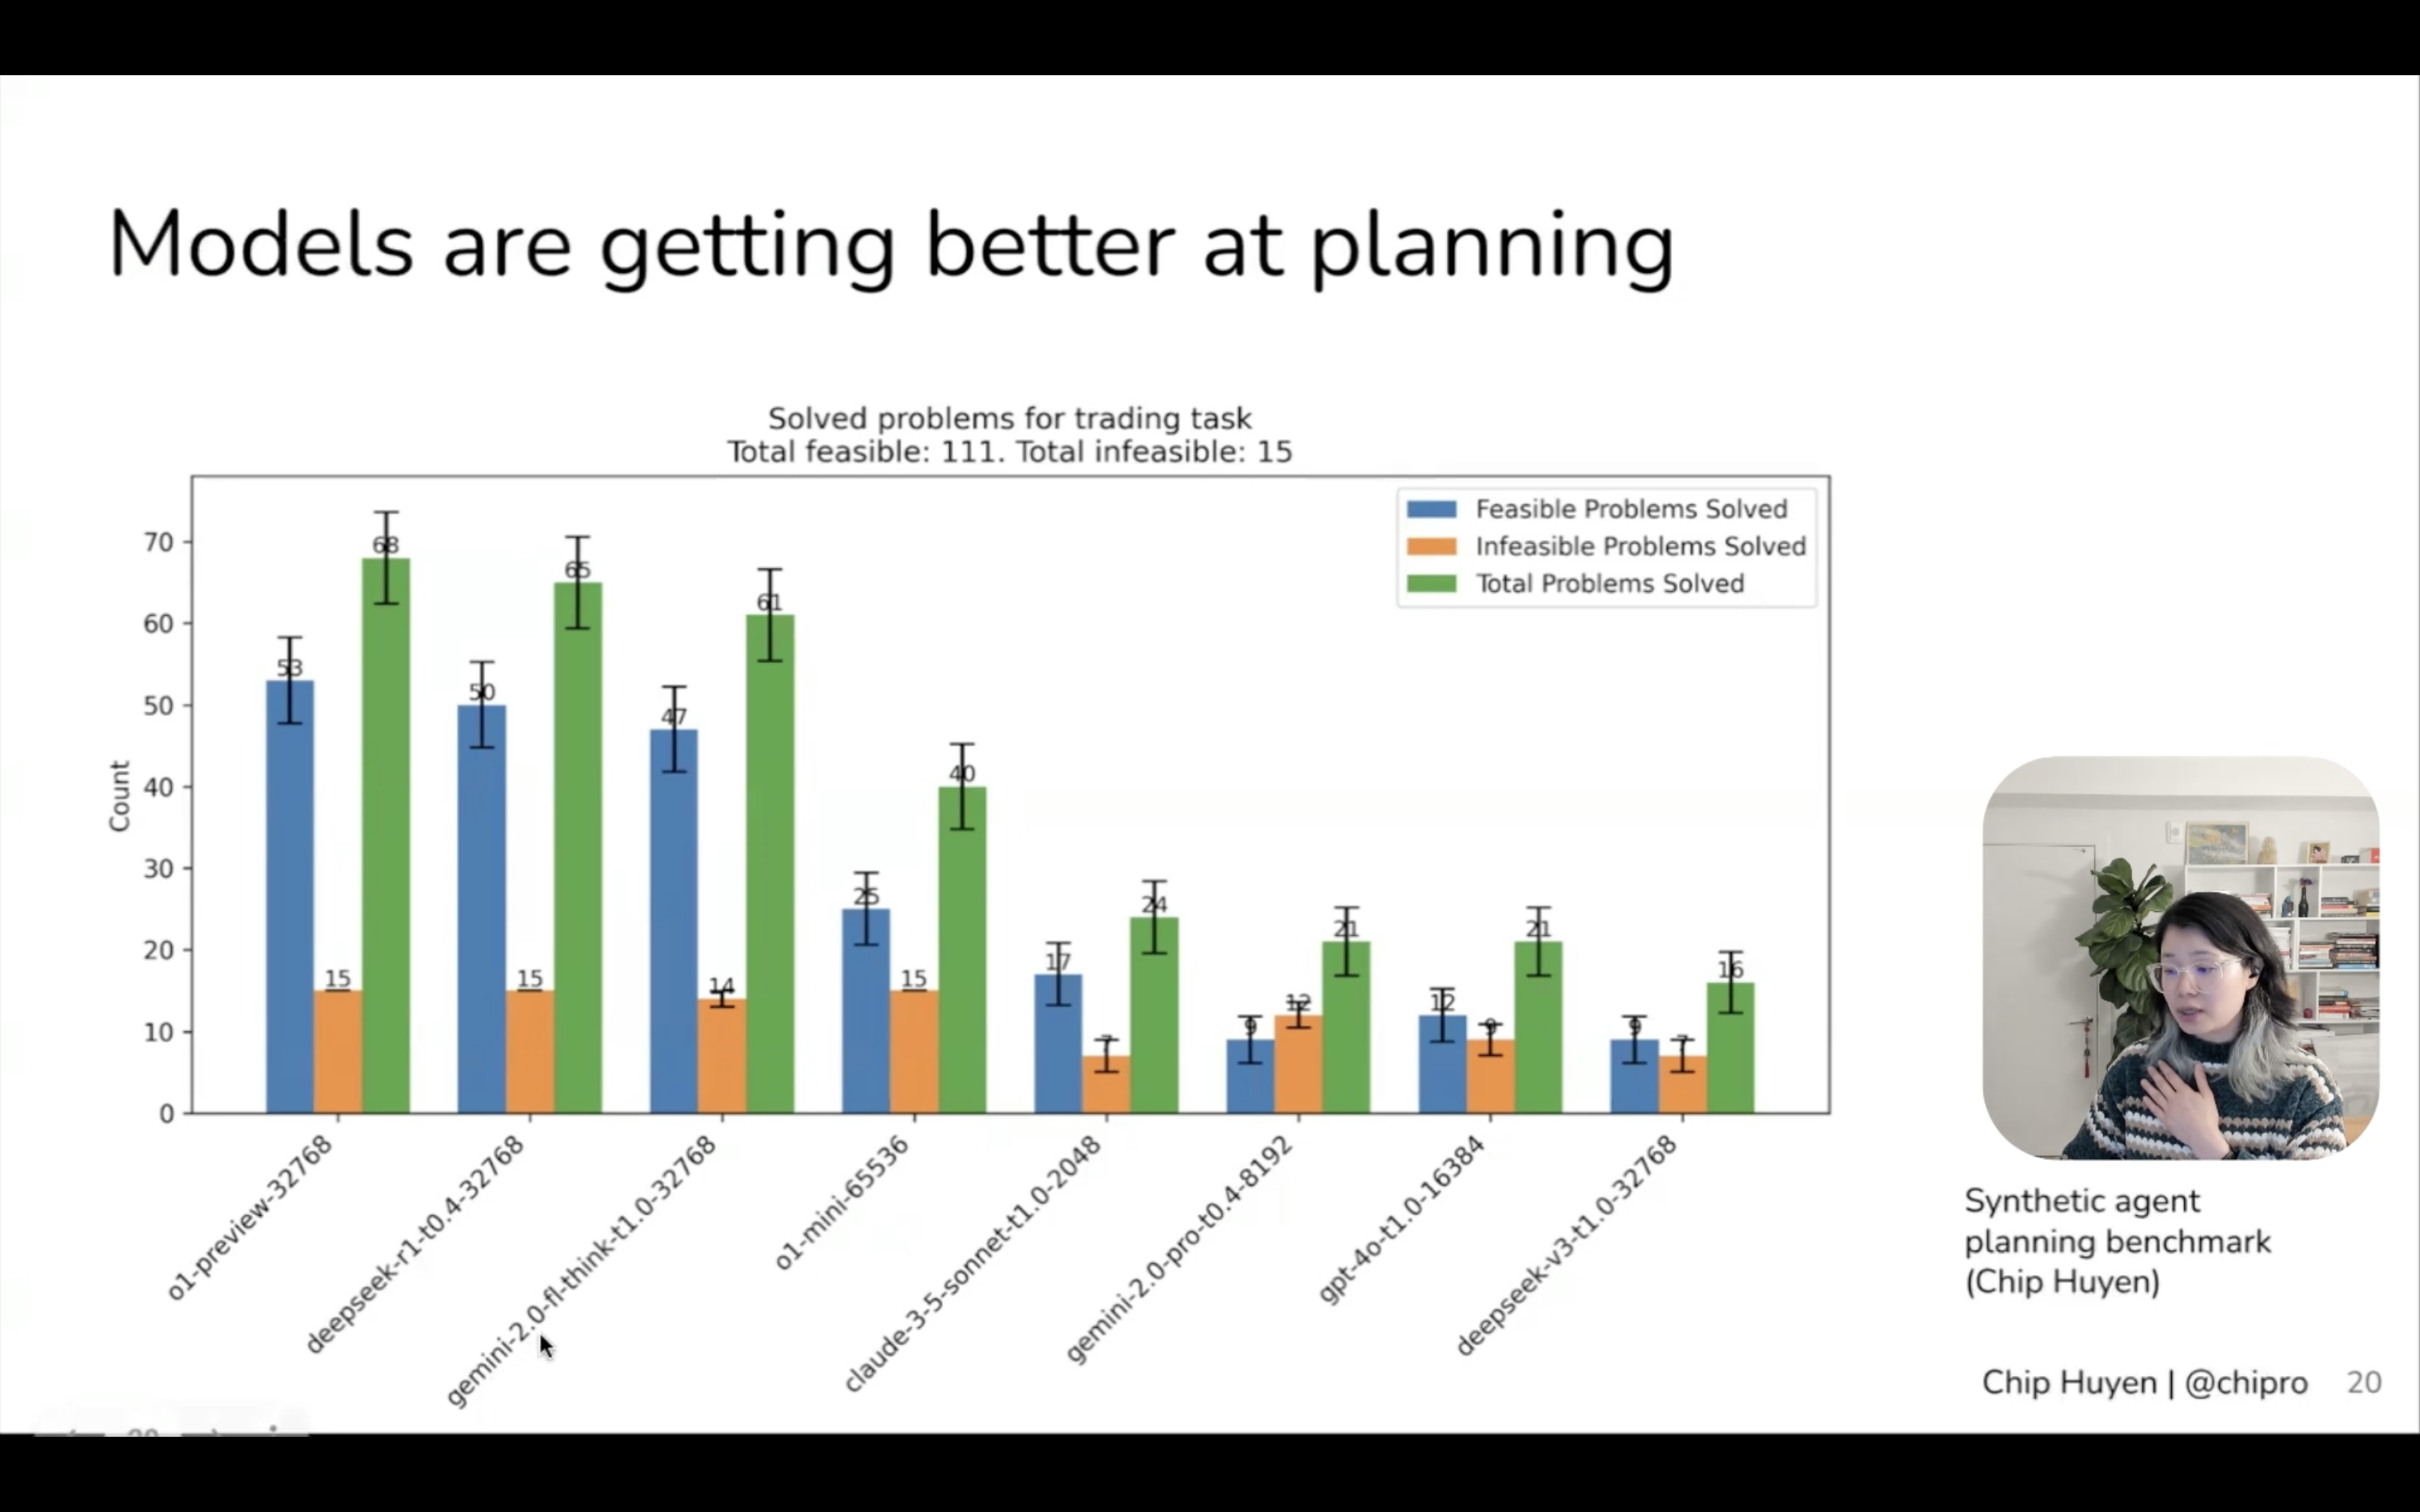 Models are getting better at planning
Solved problems for trading task
Total feasible: 111. Total infeasible: 15
Feasible Problems Solved
Infeasible Problems Solved
Total Problems Solved
Count
70
60
50
40
30
20
10
0
53
15
68
50
15
65
47
14
61
25
15
40
17
7
24
9
12
21
12
9
21
9
7
16
o1-preview-32768
deepseek-r1-t0.4-32768
gemini-2.0-fl-think-t1.0-32768
o1-mini-65536
claude-3-5-sonnet-t1.0-2048
gemini-2.0-pro-t0.4-8192
gpt-4o-t1.0-16384
deepseek-v3-t1.0-32768
Synthetic agent
planning benchmark
(Chip Huyen)
Chip Huyen | @chipro
20